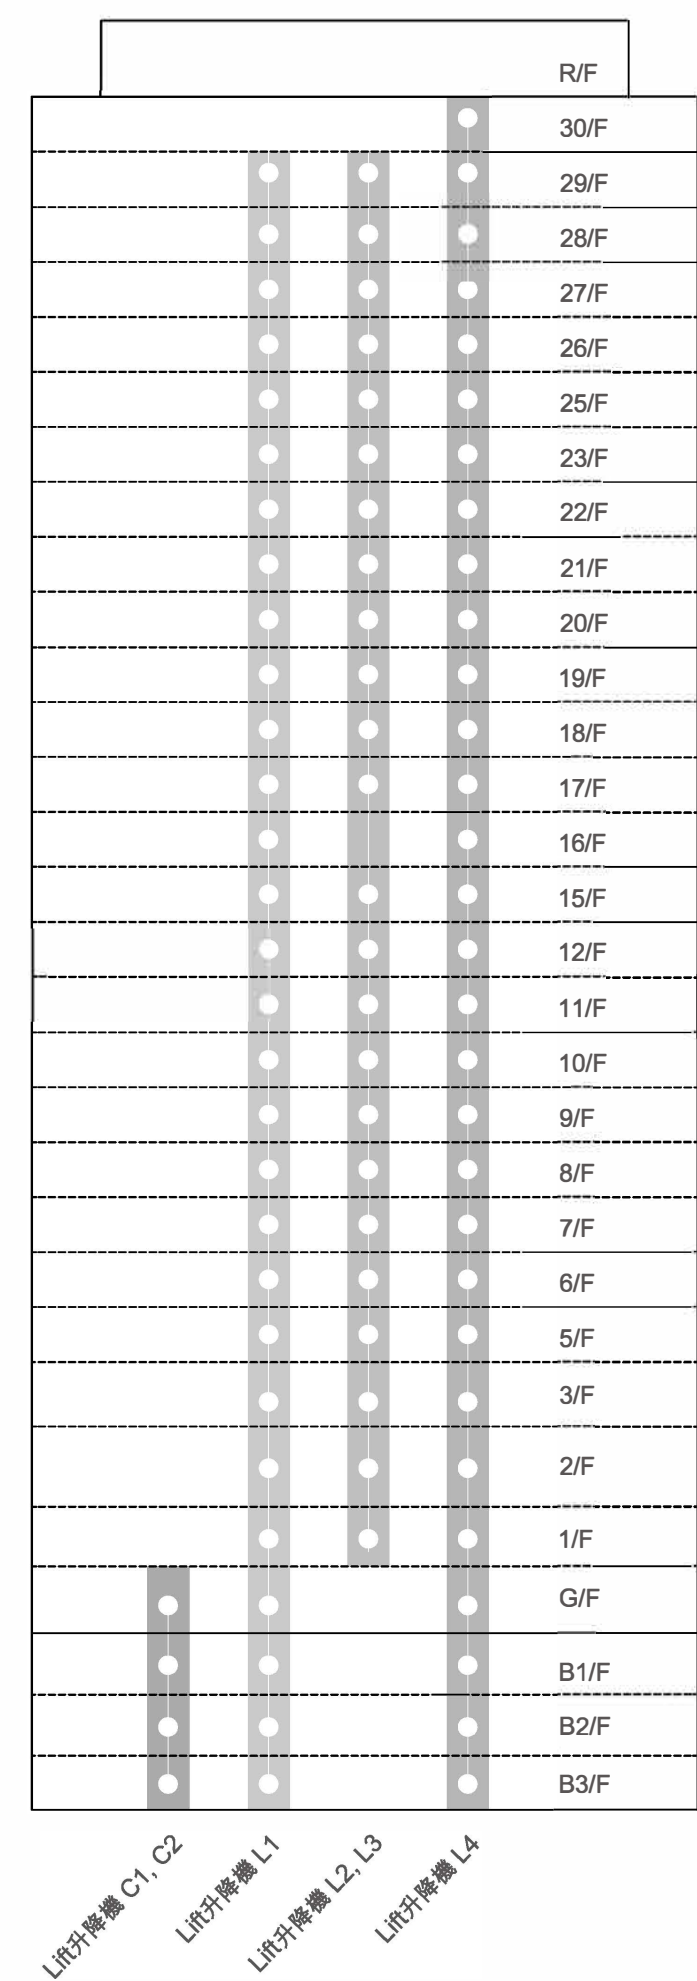 R/F
30/F
29/F
28/F
27/F
26/F
25/F
23/F
22/F
21/F
20/F
19/F
18/F
17/F
16/F
15/F
12/F
11/F
10/F
9/F
8/F
7/F
6/F
5/F
3/F
2/F
1/F
G/F
B1/F
B2/F
B3/F
Lift升降機 C1, C2
Lift升降機 L1
Lift升降機 L2, L3
Lift升降機 L4